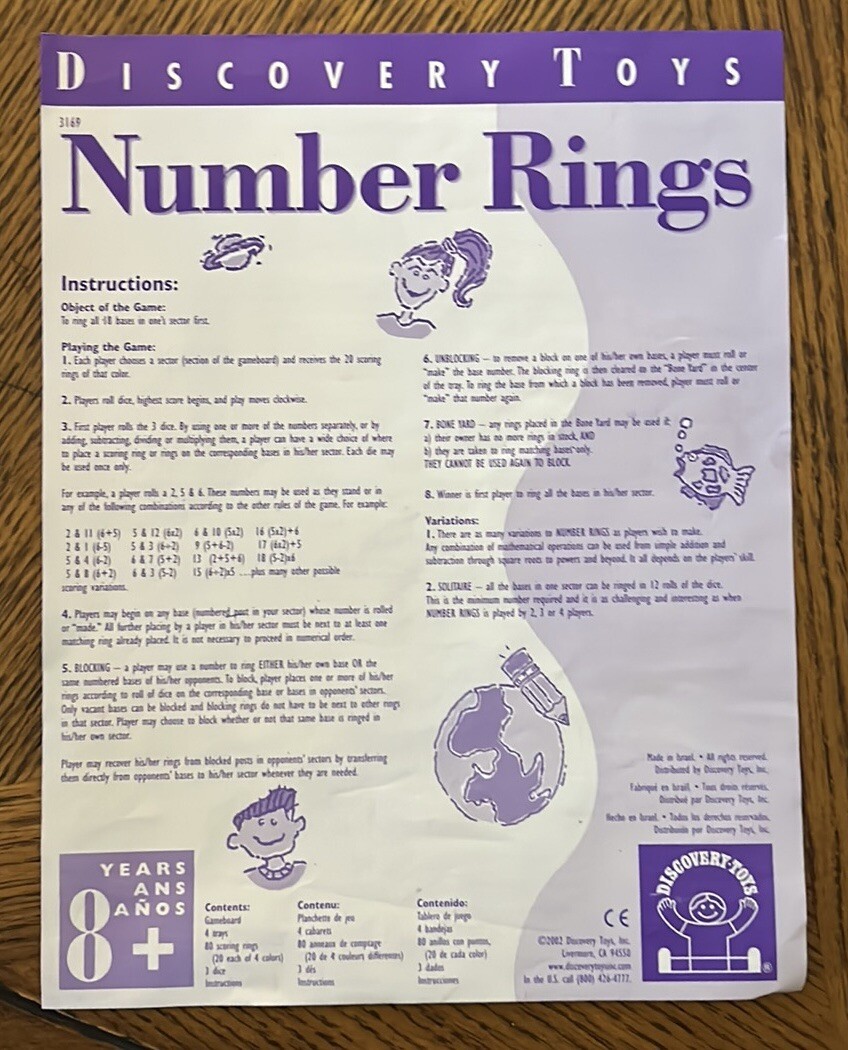 DISCOVERY TOYS
3169
Number Rings
Instructions:
Object of the Game:
To ring all 18 bases in one's sector first.
Playing the Game:
1. Each player chooses a sector (section of the gameboard) and receives the 20 scoring
rings of that color.
2. Players roll dice, highest score begins, and play moves clockwise.
3. First player rolls the 3 dice. By using one or more of the numbers separately, or by
adding, subtracting, dividing or multiplying them, a player can have a wide choice of where
to place a scoring ring or rings on the corresponding bases in his/her sector. Each die may
be used once only.
For example, a player rolls a 2, 5 & 6. These numbers may be used as they stand or in
any of the following combinations according to the other rules of the game. For example:
2 & 11 (6+5) 5 & 12 (6x2) 6 & 10 (5x2) 16 (5x2)+6
2 & 1 (6-5) 5 & 3 (6÷2) 9 (5+6-2) 17 (6x2)+5
5 & 4 (6-2) 6 & 7 (5+2) 13 (2+5+6) 18 (5-2)x6
5 & 8 (6+2) 6 & 3 (5-2) 15 (6÷2)x5 ....plus many other possible
scoring variations.
4. Players may begin on any base (numbered post in your sector) whose number is rolled
or "made." All further placing by a player in his/her sector must be next to at least one
matching ring already placed. It is not necessary to proceed in numerical order.
5. BLOCKING — a player may use a number to ring EITHER his/her own base OR the
same numbered bases of his/her opponents. To block, player places one or more of his/her
rings according to roll of dice on the corresponding base or bases in opponents' sectors.
Only vacant bases can be blocked and blocking rings do not have to be next to other rings
in that sector. Player may choose to block whether or not that same base is ringed in
his/her own sector.
Player may recover his/her rings from blocked posts in opponents' sectors by transferring
them directly from opponents' bases to his/her sector whenever they are needed.
6. UNBLOCKING — to remove a block on one of his/her own bases, a player must roll or
"make" the base number. The blocking ring is then cleared to the "Bone Yard" in the center
of the tray. To ring the base from which a block has been removed, player must roll or
"make" that number again.
7. BONE YARD — any rings placed in the Bone Yard may be used if:
a) their owner has no more rings in stock, AND
b) they are taken to ring matching bases only.
THEY CANNOT BE USED AGAIN TO BLOCK.
8. Winner is first player to ring all the bases in his/her sector.
Variations:
1. There are as many variations to NUMBER RINGS as players wish to make.
Any combination of mathematical operations can be used from simple addition and
subtraction through square roots to powers and beyond. It all depends on the players' skill.
2. SOLITAIRE — all the bases in one sector can be ringed in 12 rolls of the dice.
This is the minimum number required and it is as challenging and interesting as when
NUMBER RINGS is played by 2, 3 or 4 players.
Made in Israel. • All rights reserved.
Distributed by Discovery Toys, Inc.
Fabriqué en Israël. • Tous droits réservés.
Distribué par Discovery Toys, Inc.
Hecho en Israel. • Todos los derechos reservados.
Distribuido por Discovery Toys, Inc.
8+
YEARS
ANS
AÑOS
Contents:
Gameboard
4 trays
80 scoring rings
(20 each of 4 colors)
3 dice
Instructions
Contenu:
Planchette de jeu
4 cabarets
80 anneaux de comptage
(20 de 4 couleurs différentes)
3 dés
Instructions
Contenido:
Tablero de juego
4 bandejas
80 anillos con puntos,
(20 de cada color)
3 dados
Instrucciones
CE
©2002 Discovery Toys, Inc.
Livermore, CA 94550
www.discoverytoysinc.com
In the U.S. call (800) 426-4777.
DISCOVERY TOYS
®